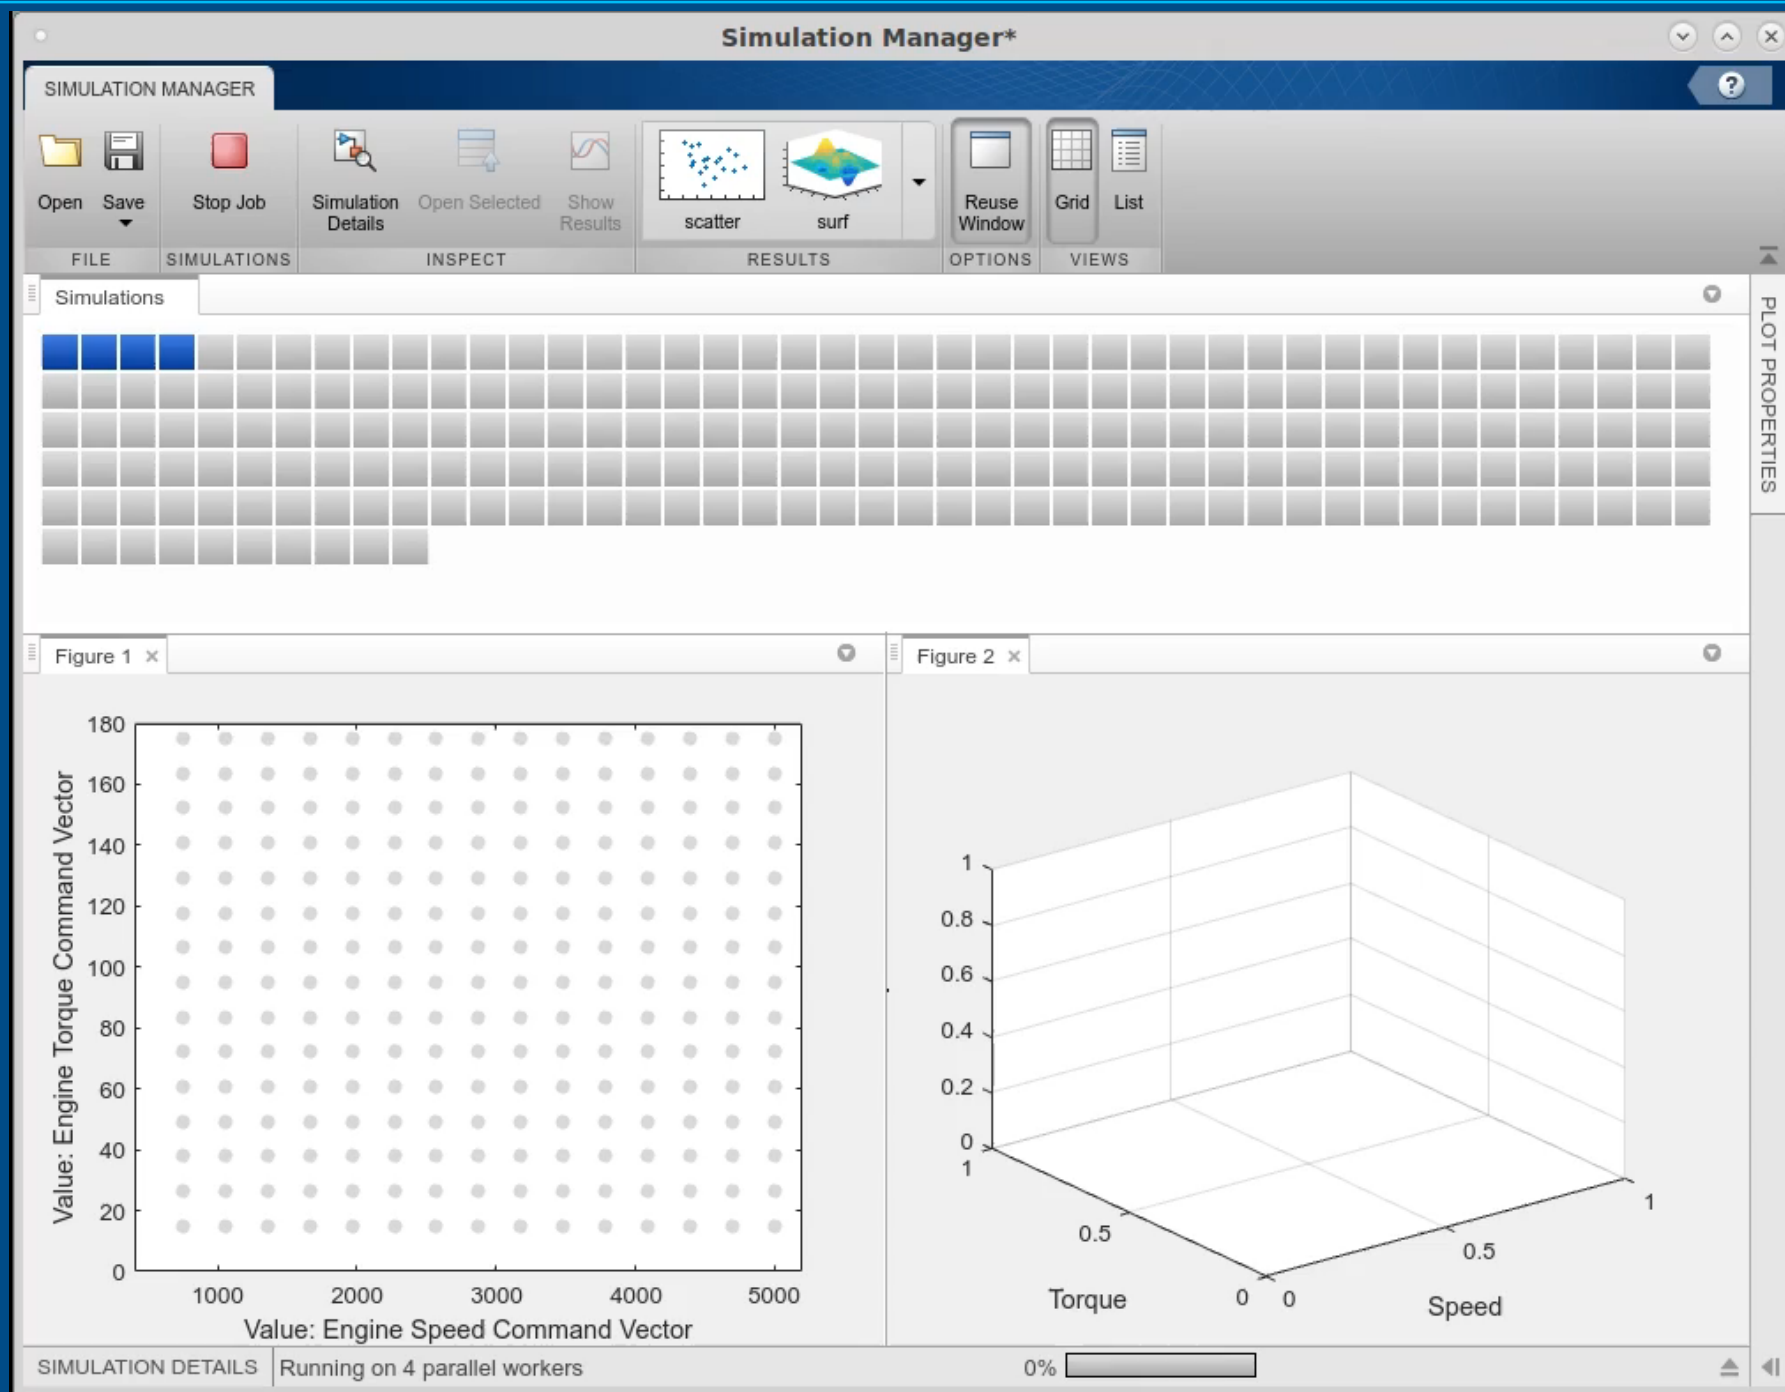 Simulation Manager*
SIMULATION MANAGER
?
Open
Save
Stop Job
Simulation
Details
Open Selected
Show
Results
scatter
surf
Reuse
Window
Grid
List
FILE
SIMULATIONS
INSPECT
RESULTS
OPTIONS
VIEWS
Simulations
PLOT PROPERTIES
Figure 1
Value: Engine Torque Command Vector
180
160
140
120
100
80
60
40
20
0
1000 2000 3000 4000 5000
Value: Engine Speed Command Vector
Figure 2
1
0.8
0.6
0.4
0.2
0
1
0.5
0
Torque
0
0.5
1
Speed
SIMULATION DETAILS
Running on 4 parallel workers
0%